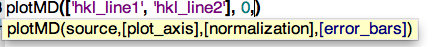 plotMD(['hkl_line1', 'hkl_line2'], 0,)
plotMD(source,[plot_axis],[normalization],[error_bars])